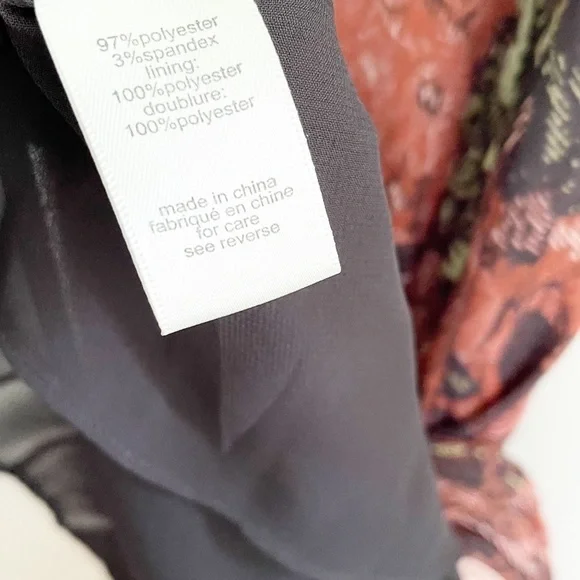 97%polyester
3%spandex
lining:
100%polyester
doublure:
100%polyester
made in china
fabriqué en chine
for care
see reverse